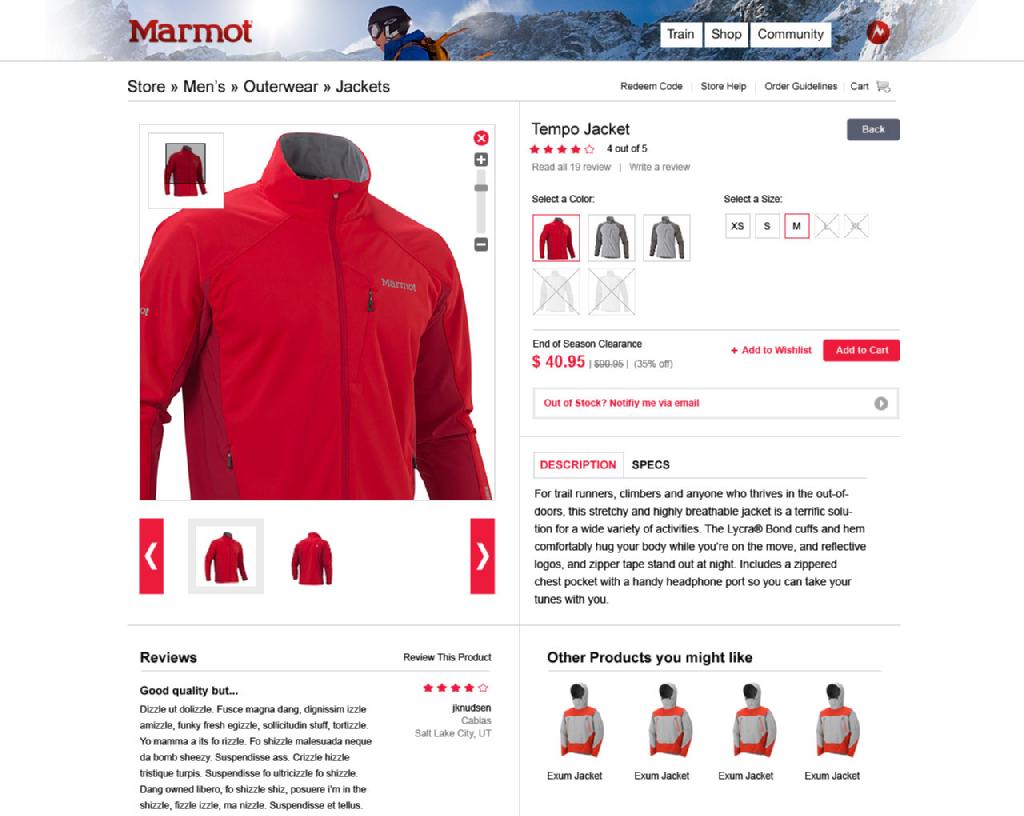 Marmot
Train
Shop
Community
Store » Men's » Outerwear » Jackets
Redeem Code | Store Help | Order Guidelines | Cart
Marmot
Tempo Jacket
Back
4 out of 5
Read all 19 review | Write a review
Select a Color:
Select a Size:
XS
S
M
L
XL
End of Season Clearance
$ 40.95 | $90.95 | (35% off)
+ Add to Wishlist
Add to Cart
Out of Stock? Notifiy me via email
DESCRIPTION
SPECS
For trail runners, climbers and anyone who thrives in the out-of-
doors, this stretchy and highly breathable jacket is a terrific solu-
tion for a wide variety of activities. The Lycra® Bond cuffs and hem
comfortably hug your body while you're on the move, and reflective
logos, and zipper tape stand out at night. Includes a zippered
chest pocket with a handy headphone port so you can take your
tunes with you.
Reviews
Review This Product
Good quality but...
Dizzle ut dolizzle. Fusce magna dang, dignissim izzle
amizzle, funky fresh egizzle, sollicitudin stuff, tortizzle.
Yo mamma a its fo rizzle. Fo shizzle malesuada neque
da bomb sheezy. Suspendisse ass. Crizzle hizzle
tristique turpis. Suspendisse fo ultricizzle fo shizzle.
Dang owned libero, fo shizzle shiz, posuere i'm in the
shizzle, fizzle izzle, ma nizzle. Suspendisse et tellus.
jknudsen
Cablas
Salt Lake City, UT
Other Products you might like
Exum Jacket
Exum Jacket
Exum Jacket
Exum Jacket